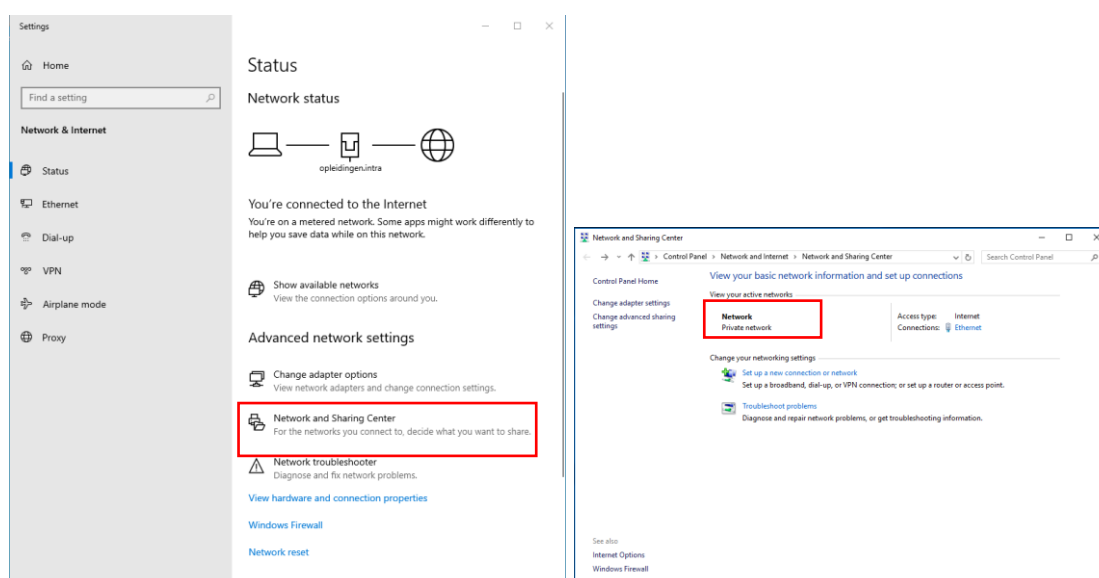 Settings
Home
Find a setting
Network & Internet
Status
Ethernet
Dial-up
VPN
Airplane mode
Proxy
Status
Network status
opleidingen.intra
You're connected to the Internet
You're on a metered network. Some apps might work differently to
help you save data while on this network.
Show available networks
View the connection options around you.
Advanced network settings
Change adapter options
View network adapters and change connection settings.
Network and Sharing Center
For the networks you connect to, decide what you want to share.
Network troubleshooter
Diagnose and fix network problems.
View hardware and connection properties
Windows Firewall
Network reset
Network and Sharing Center
Control Panel > Network and Internet > Network and Sharing Center
Search Control Panel
Control Panel Home
Change adapter settings
Change advanced sharing
settings
View your basic network information and set up connections
View your active networks
Network
Private network
Access type: Internet
Connections: Ethernet
Change your networking settings
Set up a new connection or network
Set up a broadband, dial-up, or VPN connection; or set up a router or access point.
Troubleshoot problems
Diagnose and repair network problems, or get troubleshooting information.
See also
Internet Options
Windows Firewall